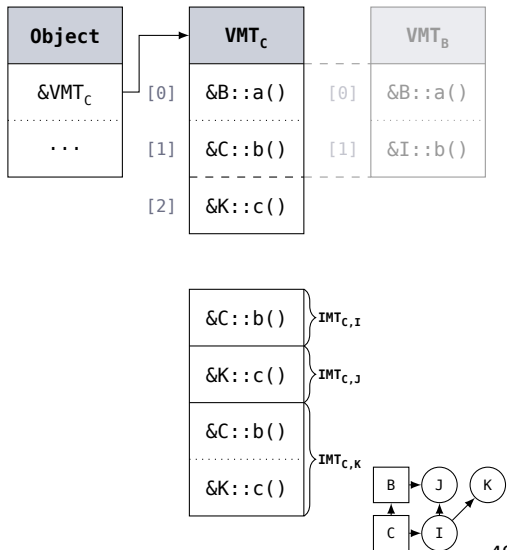 Object VMT_C VMT_B
&VMT_C [0] &B::a() [0] &B::a()
... [1] &C::b() [1] &I::b()
[2] &K::c()
&C::b() IMT_C,I
&K::c() IMT_C,J
&C::b()
IMT_C,K
&K::c()
B J K
C I